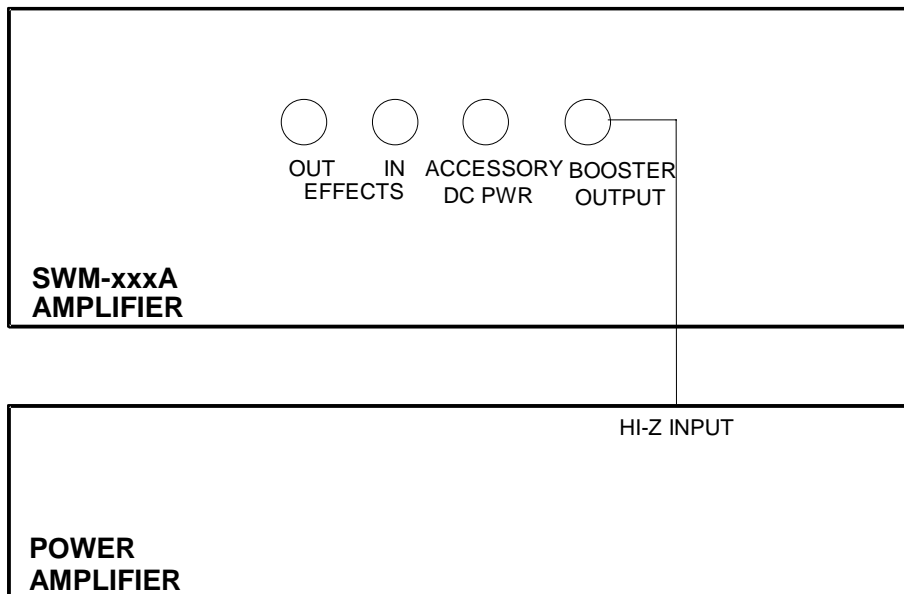 OUT IN ACCESSORY BOOSTER
EFFECTS DC PWR OUTPUT
SWM-xxxA
AMPLIFIER
HI-Z INPUT
POWER
AMPLIFIER